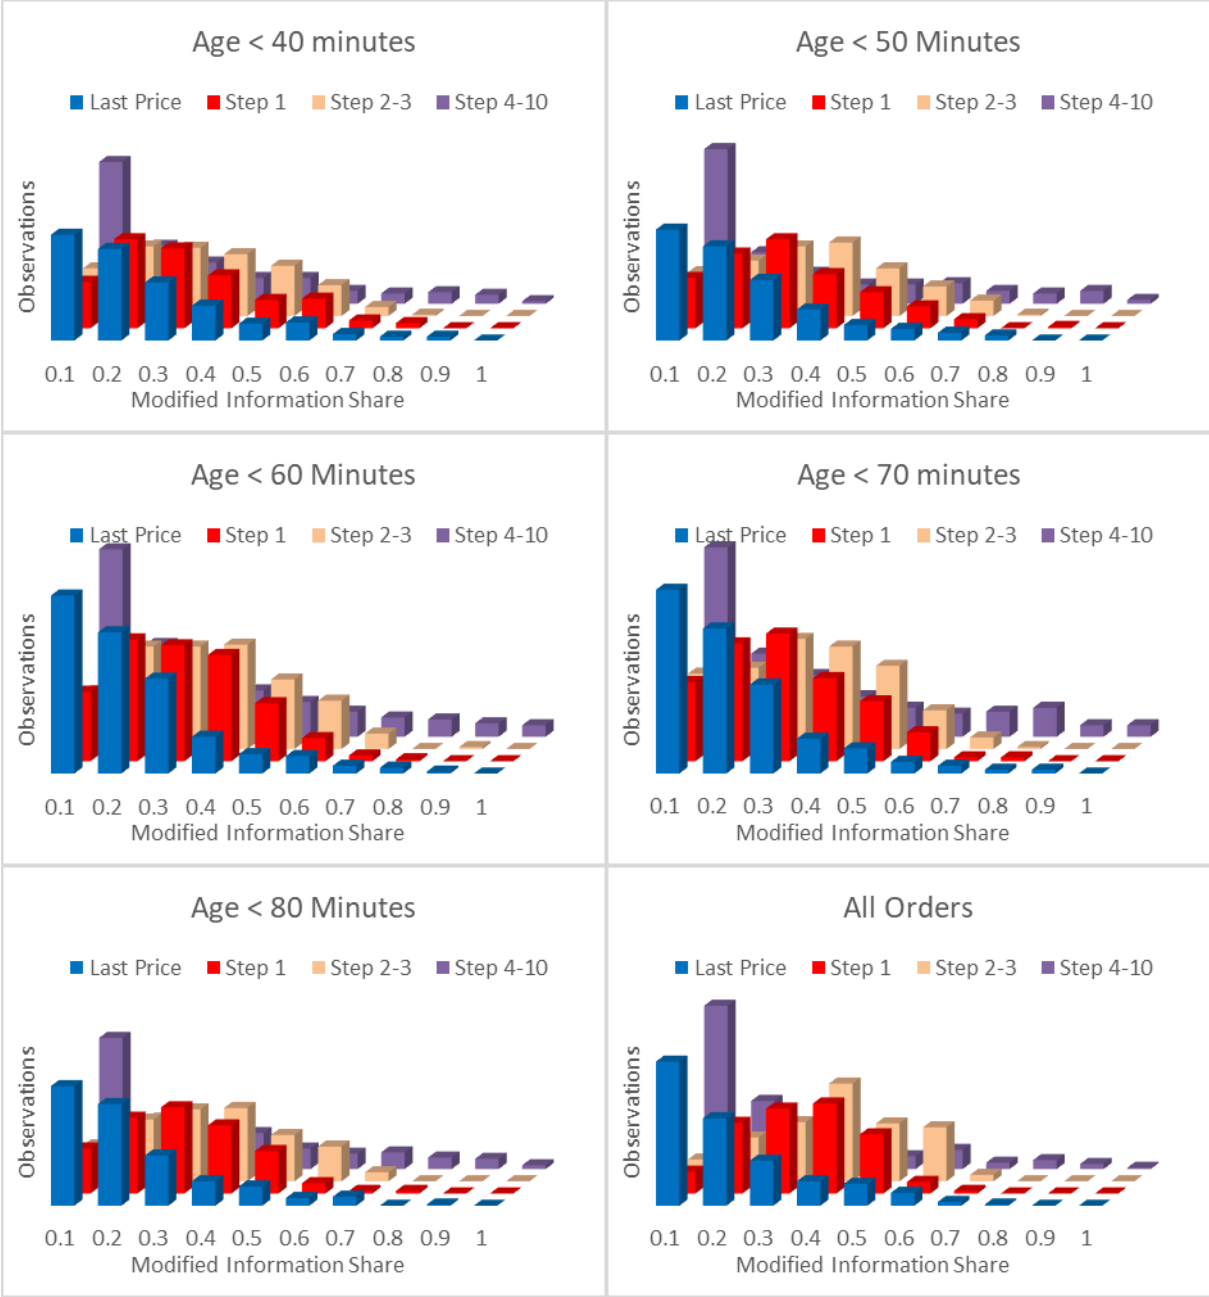 Age < 40 minutes
Last Price Step 1 Step 2-3 Step 4-10
Observations
0.1 0.2 0.3 0.4 0.5 0.6 0.7 0.8 0.9 1
Modified Information Share
Age < 50 Minutes
Last Price Step 1 Step 2-3 Step 4-10
Observations
0.1 0.2 0.3 0.4 0.5 0.6 0.7 0.8 0.9 1
Modified Information Share
Age < 60 Minutes
Last Price Step 1 Step 2-3 Step 4-10
Observations
0.1 0.2 0.3 0.4 0.5 0.6 0.7 0.8 0.9 1
Modified Information Share
Age < 70 minutes
Last Price Step 1 Step 2-3 Step 4-10
Observations
0.1 0.2 0.3 0.4 0.5 0.6 0.7 0.8 0.9 1
Modified Information Share
Age < 80 Minutes
Last Price Step 1 Step 2-3 Step 4-10
Observations
0.1 0.2 0.3 0.4 0.5 0.6 0.7 0.8 0.9 1
Modified Information Share
All Orders
Last Price Step 1 Step 2-3 Step 4-10
Observations
0.1 0.2 0.3 0.4 0.5 0.6 0.7 0.8 0.9 1
Modified Information Share